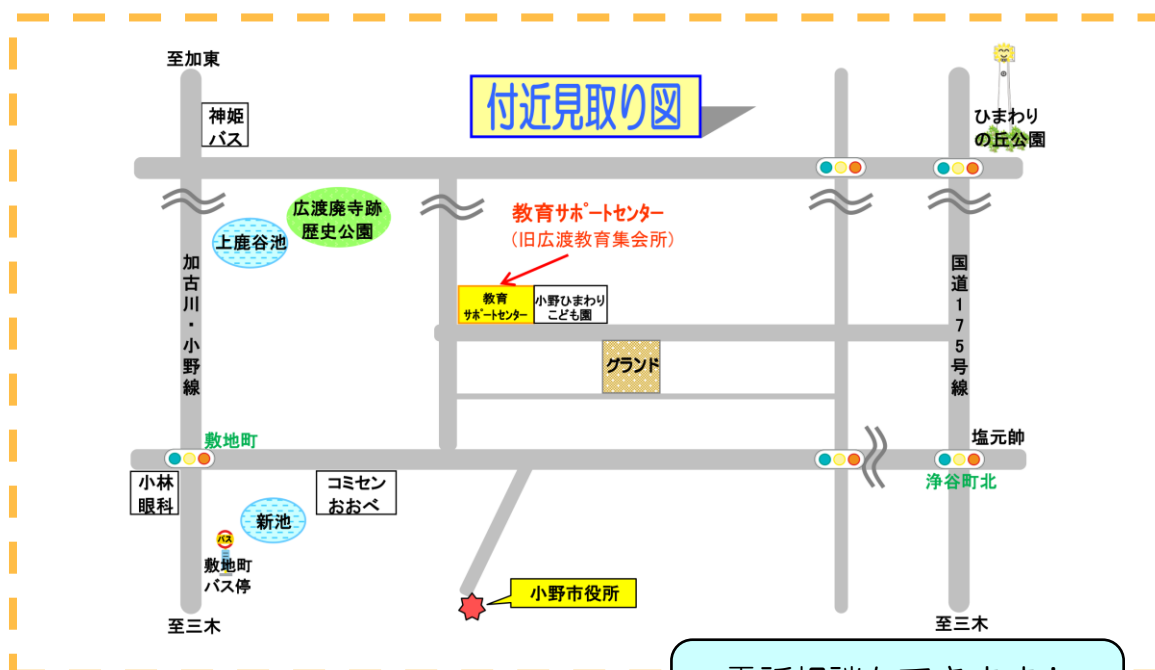 付近見取り図
至加東
神姫
バス
ひまわり
の丘公園
広渡廃寺跡
歴史公園
上鹿谷池
教育サポートセンター
（旧広渡教育集会所）
加古川・小野線
国道175号線
教育
サポートセンター
小野ひまわり
こども園
グランド
敷地町
塩元帥
小林
眼科
コミセン
おおべ
浄谷町北
新池
バス
敷地町
バス停
小野市役所
至三木
至三木